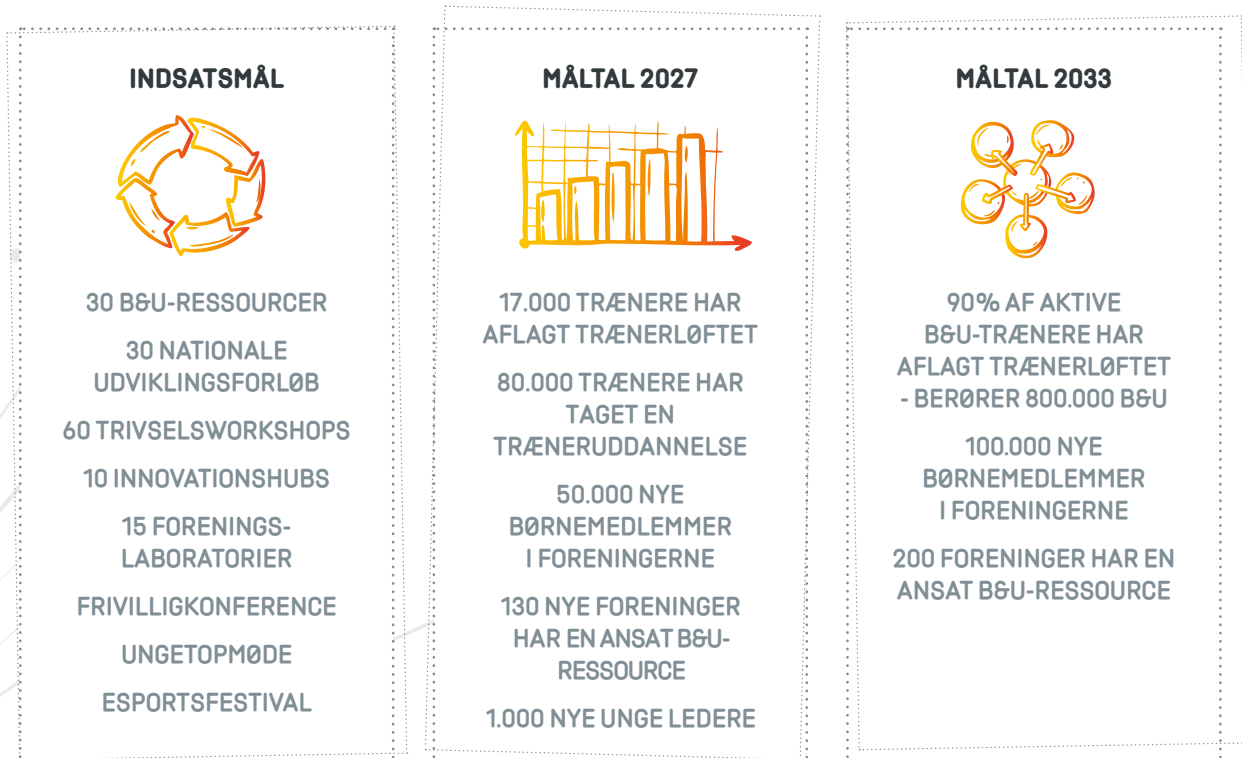 INDSATSMÅL
30 B&U-RESSOURCER
30 NATIONALE
UDVIKLINGSFORLØB
60 TRIVSELSWORKSHOPS
10 INNOVATIONSHUBS
15 FORENINGS-
LABORATORIER
FRIVILLIGKONFERENCE
UNGETOPMØDE
ESPORTSFESTIVAL
MÅLTAL 2027
17.000 TRÆNERE HAR
AFLAGT TRÆNERLØFTET
80.000 TRÆNERE HAR
TAGET EN
TRÆNERUDDANNELSE
50.000 NYE
BØRNEMEDLEMMER
I FORENINGERNE
130 NYE FORENINGER
HAR EN ANSAT B&U-
RESSOURCE
1.000 NYE UNGE LEDERE
MÅLTAL 2033
90% AF AKTIVE
B&U-TRÆNERE HAR
AFLAGT TRÆNERLØFTET
- BERØRER 800.000 B&U
100.000 NYE
BØRNEMEDLEMMER
I FORENINGERNE
200 FORENINGER HAR EN
ANSAT B&U-RESSOURCE